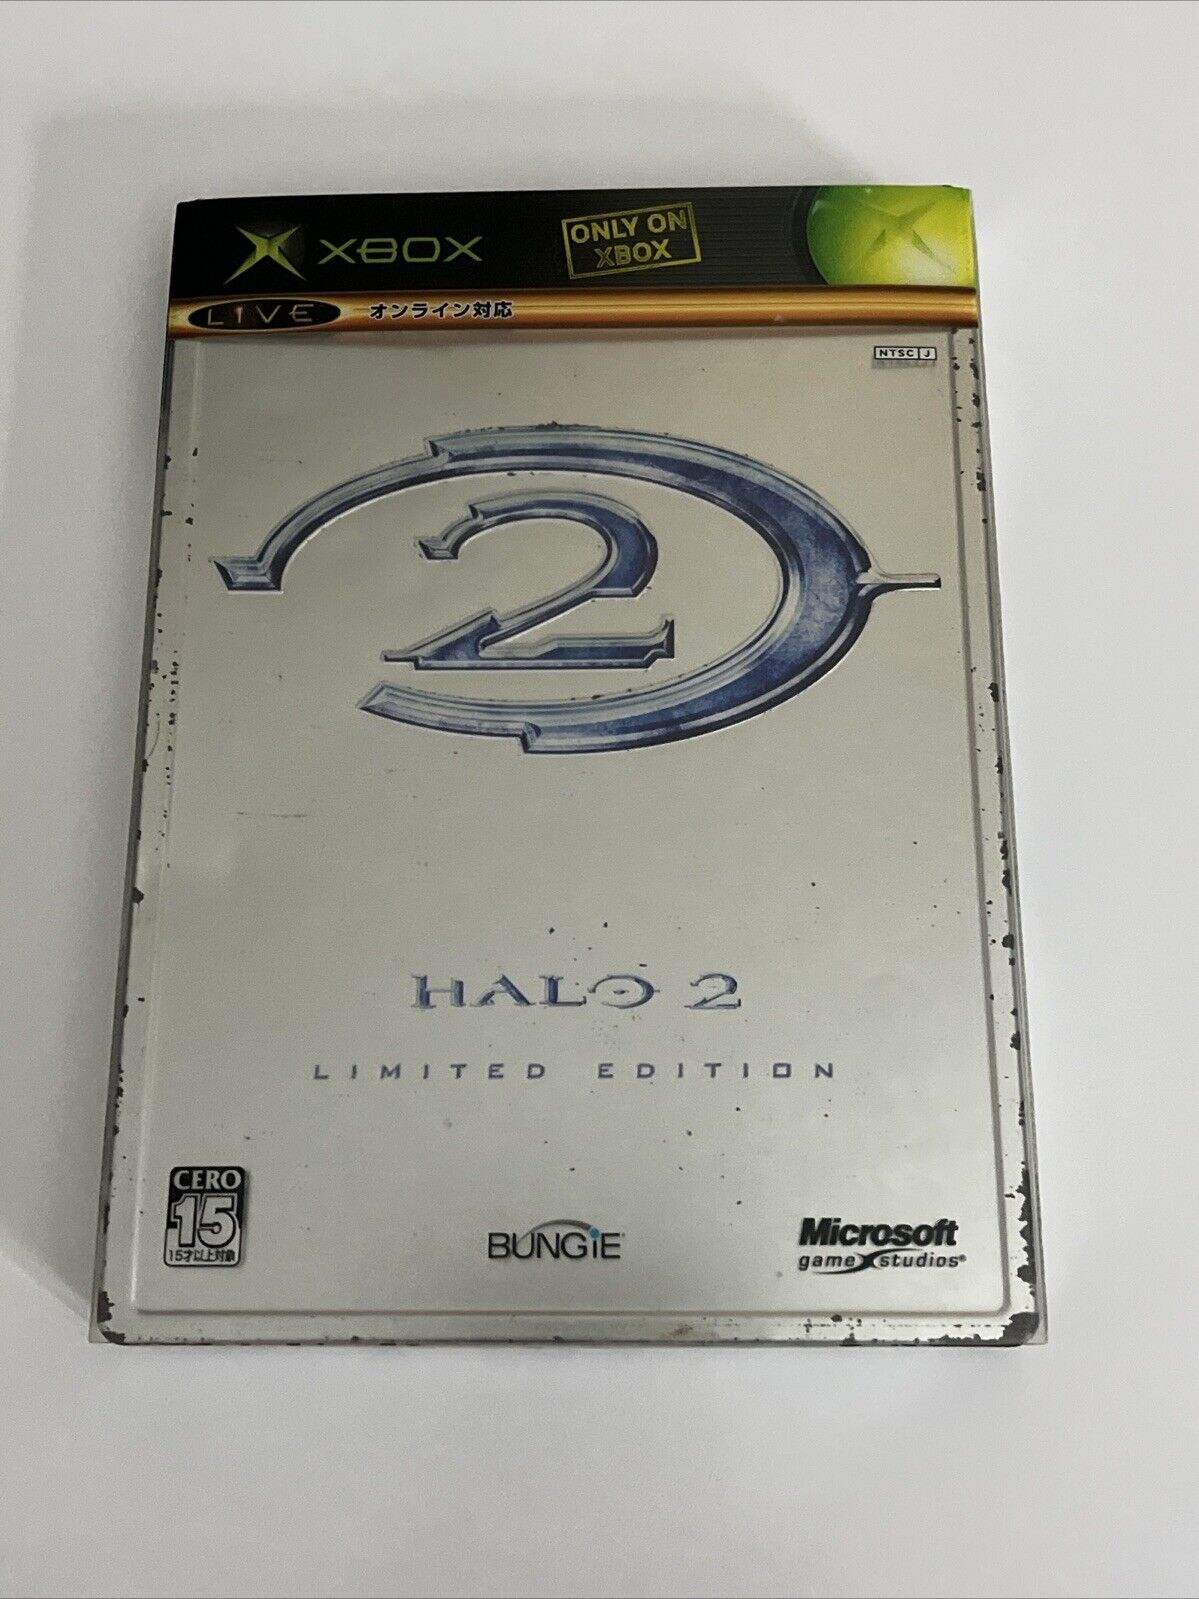 XBOX
ONLY ON
XBOX
LIVE オンライン対応
NTSC J
2
HALO 2
LIMITED EDITION
CERO
15
15才以上対象
BUNGiE
Microsoft
game studios®